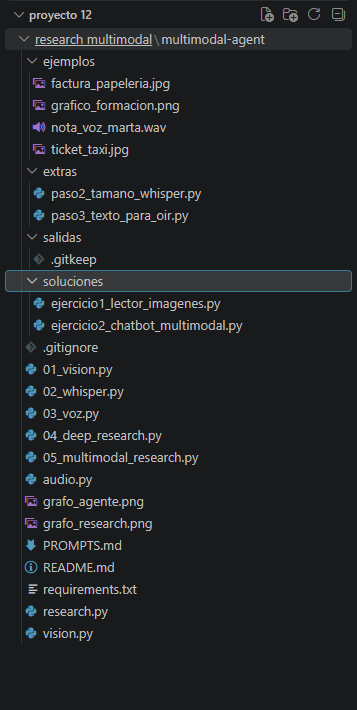 proyecto 12
research multimodal\multimodal-agent
ejemplos
factura_papeleria.jpg
grafico_formacion.png
nota_voz_marta.wav
ticket_taxi.jpg
extras
paso2_tamano_whisper.py
paso3_texto_para_oir.py
salidas
.gitkeep
soluciones
ejercicio1_lector_imagenes.py
ejercicio2_chatbot_multimodal.py
.gitignore
01_vision.py
02_whisper.py
03_voz.py
04_deep_research.py
05_multimodal_research.py
audio.py
grafo_agente.png
grafo_research.png
PROMPTS.md
README.md
requirements.txt
research.py
vision.py